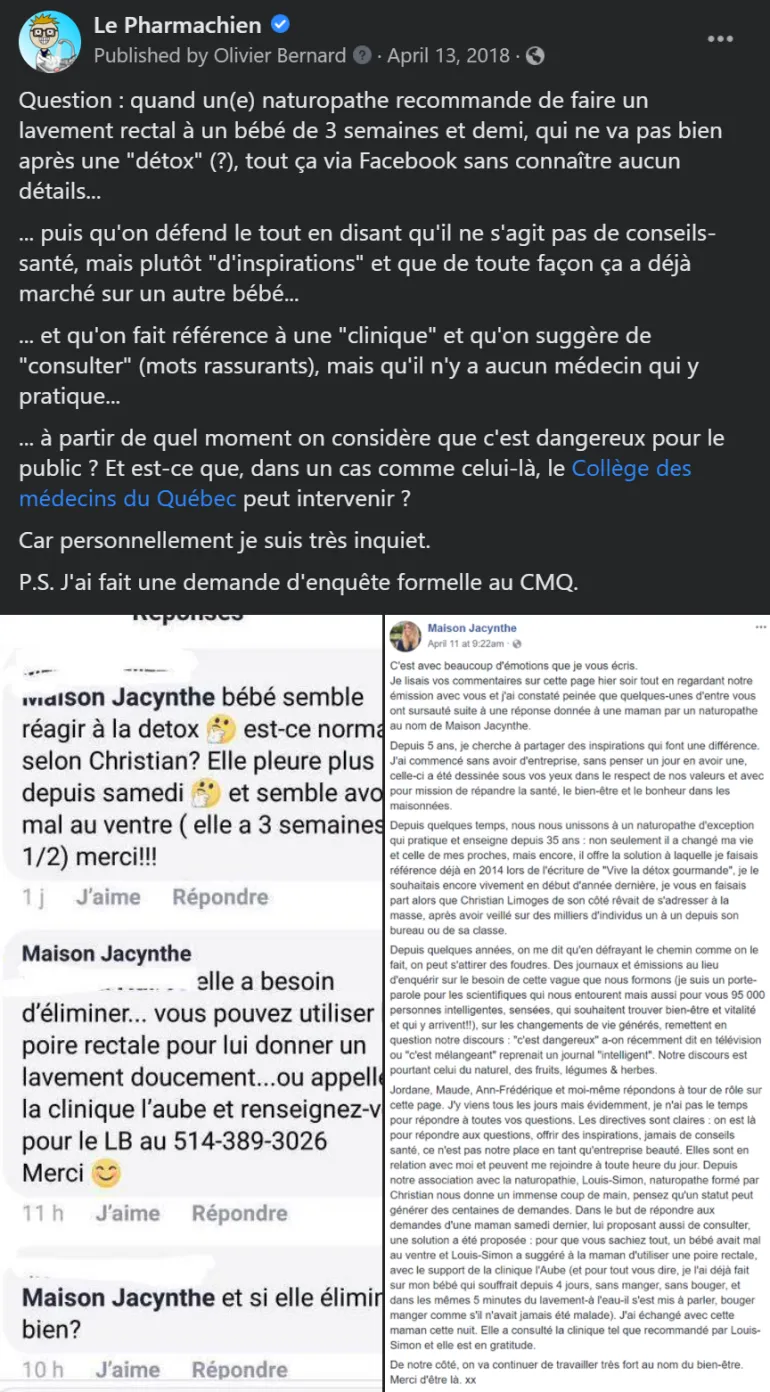 Le Pharmachien
Published by Olivier Bernard · April 13, 2018 ·
Question : quand un(e) naturopathe recommande de faire un
lavement rectal à un bébé de 3 semaines et demi, qui ne va pas bien
après une "détox" (?), tout ça via Facebook sans connaître aucun
détails...
... puis qu'on défend le tout en disant qu'il ne s'agit pas de conseils-
santé, mais plutôt "d'inspirations" et que de toute façon ça a déjà
marché sur un autre bébé...
... et qu'on fait référence à une "clinique" et qu'on suggère de
"consulter" (mots rassurants), mais qu'il n'y a aucun médecin qui y
pratique...
... à partir de quel moment on considère que c'est dangereux pour le
public ? Et est-ce que, dans un cas comme celui-là, le Collège des
médecins du Québec peut intervenir ?
Car personnellement je suis très inquiet.
P.S. J'ai fait une demande d'enquête formelle au CMQ.
Réponses
Maison Jacynthe bébé semble
réagir à la detox 🤔 est-ce norma
selon Christian? Elle pleure plus
depuis samedi 🤔 et semble avo
mal au ventre ( elle a 3 semaines
1/2) merci!!!
1 j J'aime Répondre
Maison Jacynthe
elle a besoin
d'éliminer... vous pouvez utiliser
poire rectale pour lui donner un
lavement doucement...ou appelle
la clinique l'aube et renseignez-v
pour le LB au 514-389-3026
Merci 😊
11 h J'aime Répondre
Maison Jacynthe et si elle élimin
bien?
10 h J'aime Répondre
Maison Jacynthe
April 11 at 9:22am ·
C'est avec beaucoup d'émotions que je vous écris.
Je lisais vos commentaires sur cette page hier soir tout en regardant notre
émission avec vous et j'ai constaté peinée que quelques-unes d'entre vous
ont sursauté suite à une réponse donnée à une maman par un naturopathe
au nom de Maison Jacynthe.
Depuis 5 ans, je cherche à partager des inspirations qui font une différence.
J'ai commencé sans avoir d'entreprise, sans penser un jour en avoir une,
celle-ci a été dessinée sous vos yeux dans le respect de nos valeurs et avec
pour mission de répandre la santé, le bien-être et le bonheur dans les
maisonnées.
Depuis quelques temps, nous nous unissons à un naturopathe d'exception
qui pratique et enseigne depuis 35 ans : non seulement il a changé ma vie
et celle de mes proches, mais encore, il offre la solution à laquelle je faisais
référence déjà en 2014 lors de l'écriture de "Vive la détox gourmande", je le
souhaitais encore vivement en début d'année dernière, je vous en faisais
part alors que Christian Limoges de son côté rêvait de s'adresser à la
masse, après avoir veillé sur des milliers d'individus un à un depuis son
bureau ou de sa classe.
Depuis quelques années, on me dit qu'en défrayant le chemin comme on le
fait, on peut s'attirer des foudres. Des journaux et émissions au lieu
d'enquérir sur le besoin de cette vague que nous formons (je suis un porte-
parole pour les scientifiques qui nous entourent mais aussi pour vous 95 000
personnes intelligentes, sensées, qui souhaitent trouver bien-être et vitalité
et qui y arrivent!!), sur les changements de vie générés, remettent en
question notre discours : "c'est dangereux" a-on récemment dit en télévision
ou "c'est mélangeant" reprenait un journal "intelligent". Notre discours est
pourtant celui du naturel, des fruits, légumes & herbes.
Jordane, Maude, Ann-Frédérique et moi-même répondons à tour de rôle sur
cette page. J'y viens tous les jours mais évidemment, je n'ai pas le temps
pour répondre à toutes vos questions. Les directives sont claires : on est là
pour répondre aux questions, offrir des inspirations, jamais de conseils
santé, ce n'est pas notre place en tant qu'entreprise beauté. Elles sont en
relation avec moi et peuvent me rejoindre à toute heure du jour. Depuis
notre association avec la naturopathie, Louis-Simon, naturopathe formé par
Christian nous donne un immense coup de main, pensez qu'un statut peut
générer des centaines de demandes. Dans le but de répondre aux
demandes d'une maman samedi dernier, lui proposant aussi de consulter,
une solution a été proposée : pour que vous sachiez tout, un bébé avait mal
au ventre et Louis-Simon a suggéré à la maman d'utiliser une poire rectale,
avec le support de la clinique l'Aube (et pour tout vous dire, je l'ai déjà fait
sur mon bébé qui souffrait depuis 4 jours, sans manger, sans bouger, et
dans les mêmes 5 minutes du lavement-à l'eau-il s'est mis à parler, bouger
manger comme s'il n'avait jamais été malade). J'ai échangé avec cette
maman cette nuit. Elle a consulté la clinique tel que recommandé par Louis-
Simon et elle est en gratitude.
De notre côté, on va continuer de travailler très fort au nom du bien-être.
Merci d'être là. xx